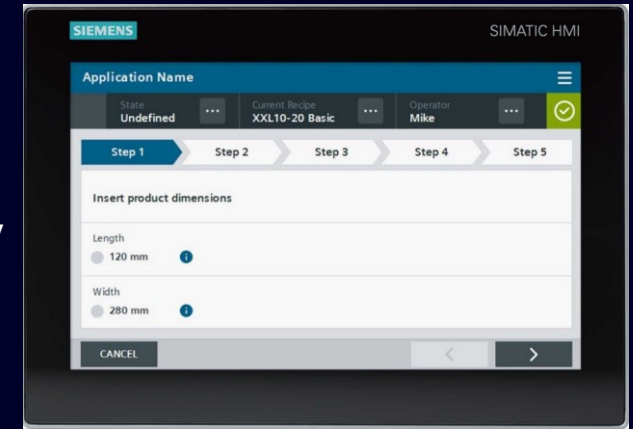 SIEMENS
SIMATIC HMI
Application Name
State
Undefined
...
Current Recipe
XXL10-20 Basic
...
Operator
Mike
...
Step 1
Step 2
Step 3
Step 4
Step 5
Insert product dimensions
Length
120 mm
i
Width
280 mm
i
CANCEL
< >